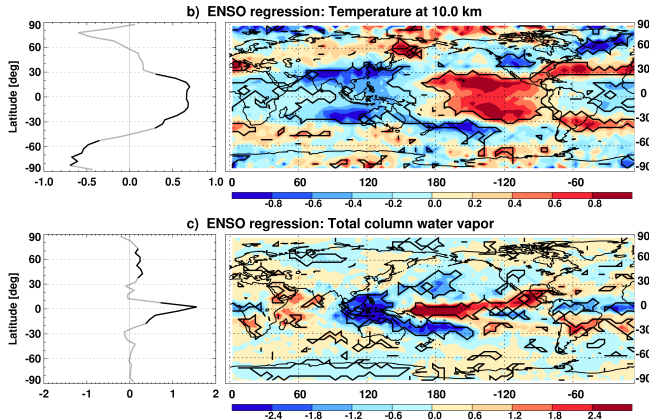 b) ENSO regression: Temperature at 10.0 km
90
60
30
0
-30
-60
-90
Latitude [deg]
-1.0 -0.5 0.0 0.5 1.0
90
60
30
0
-30
-60
-90
0 60 120 180 -120 -60
-0.8 -0.6 -0.4 -0.2 0.0 0.2 0.4 0.6 0.8
c) ENSO regression: Total column water vapor
90
60
30
0
-30
-60
-90
Latitude [deg]
-2 -1 0 1 2
90
60
30
0
-30
-60
-90
0 60 120 180 -120 -60
-2.4 -1.8 -1.2 -0.6 0.0 0.6 1.2 1.8 2.4